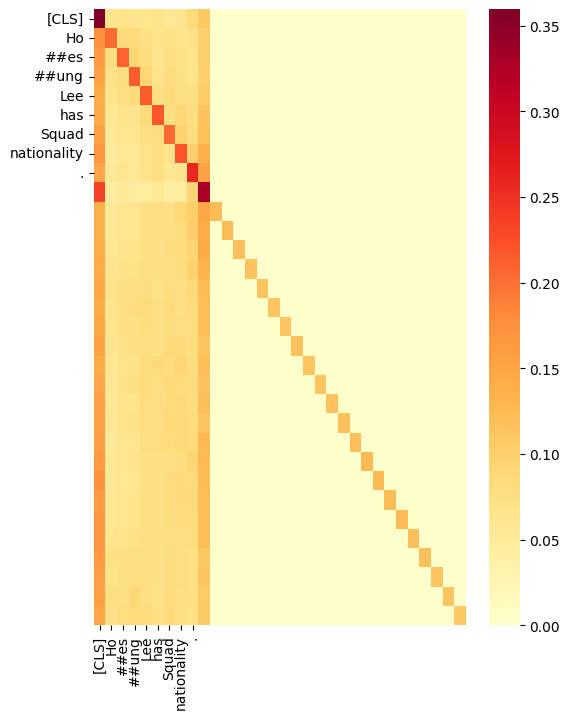 [CLS]
Ho
##es
##ung
Lee
has
Squad
nationality
.
0.35
0.30
0.25
0.20
0.15
0.10
0.05
0.00
[CLS]
Ho
##es
##ung
Lee
has
Squad
nationality
.